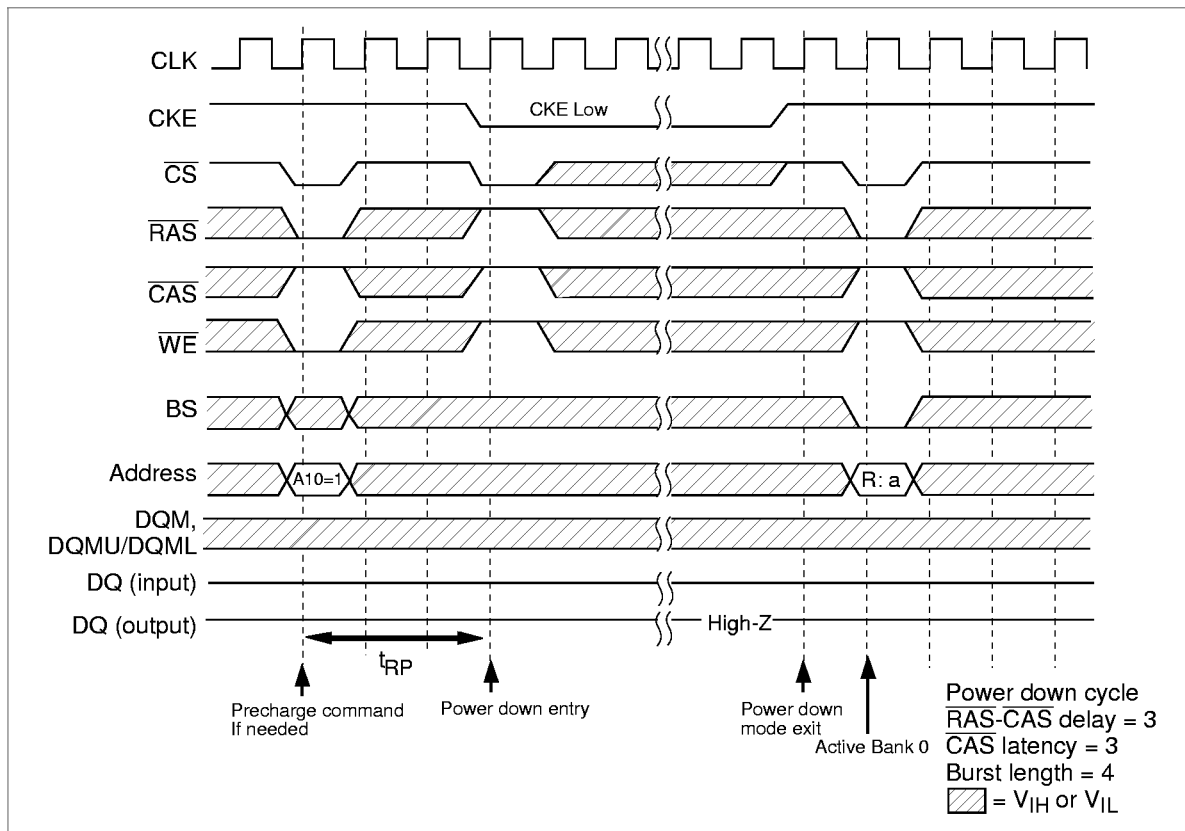 CLK
CKE
CKE Low
CS
RAS
CAS
WE
BS
Address
A10=1
R: a
DQM,
DQMU/DQML
DQ (input)
DQ (output)
High-Z
tRP
Precharge command
If needed
Power down entry
Power down
mode exit
Active Bank 0
Power down cycle
RAS-CAS delay = 3
CAS latency = 3
Burst length = 4
= VIH or VIL